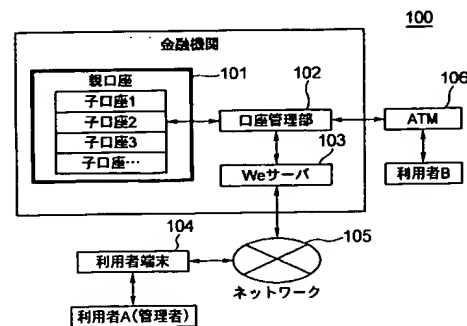 100
金融機関
親口座
子口座1
子口座2
子口座3
子口座…
101
102
口座管理部
103
Weサーバ
106
ATM
利用者B
104
利用者端末
105
ネットワーク
利用者A(管理者)